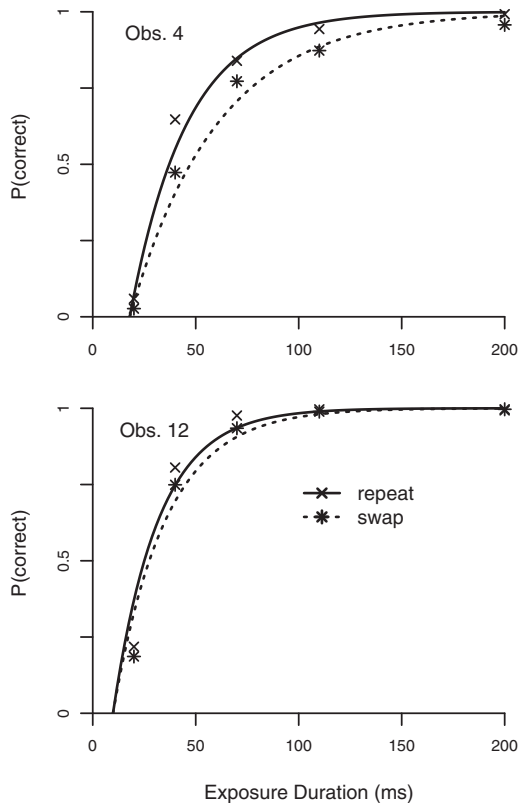 Obs. 4
P(correct)
1
0.5
0
0 50 100 150 200
Obs. 12
P(correct)
1
0.5
0
repeat
swap
0 50 100 150 200
Exposure Duration (ms)